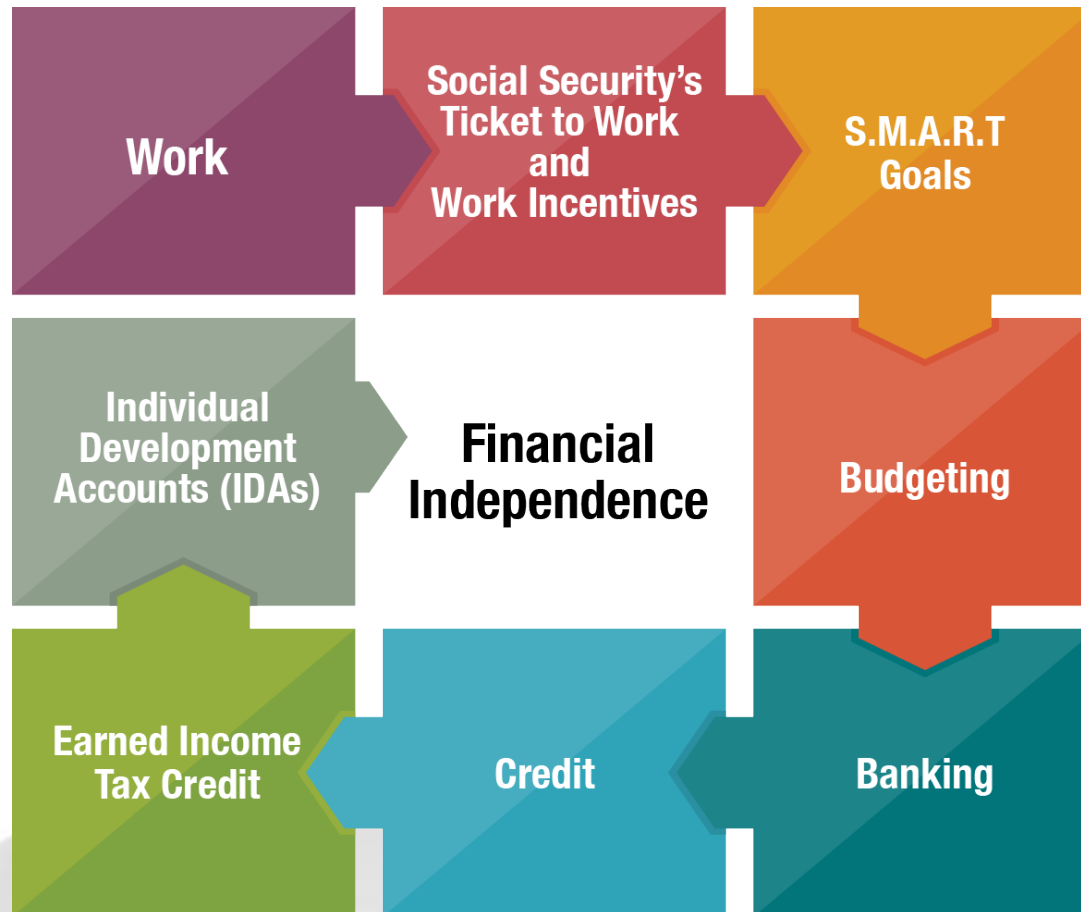 Work
Social Security's
Ticket to Work
and
Work Incentives
S.M.A.R.T
Goals
Individual
Development
Accounts (IDAs)
Financial
Independence
Budgeting
Earned Income
Tax Credit
Credit
Banking